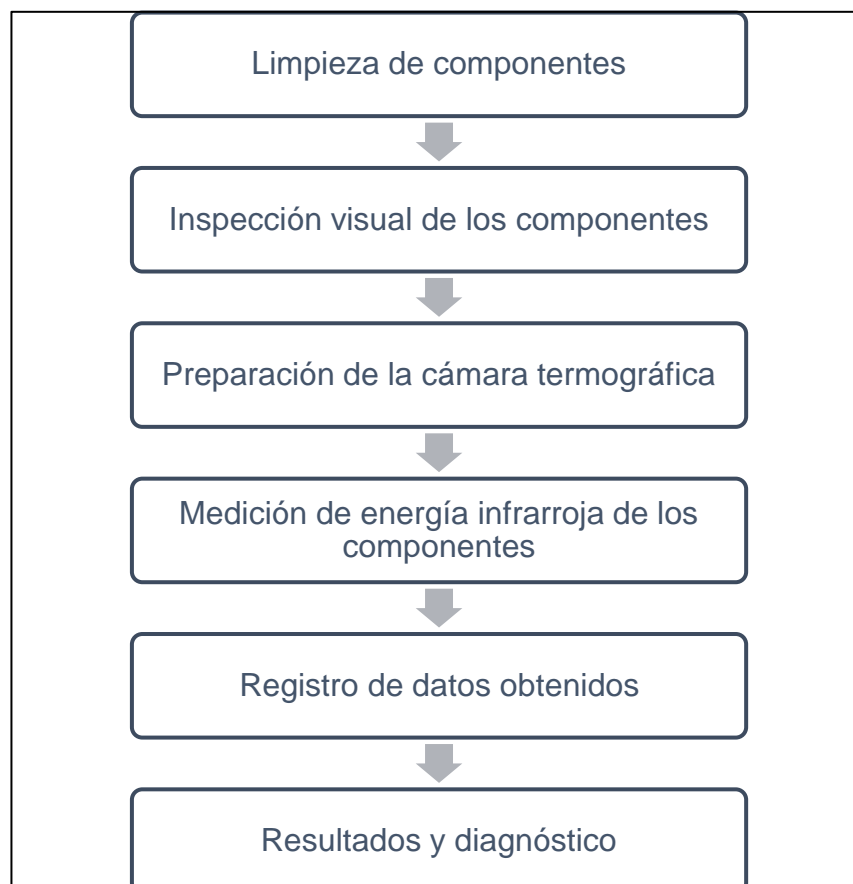 Limpieza de componentes
Inspección visual de los componentes
Preparación de la cámara termográfica
Medición de energía infrarroja de los
componentes
Registro de datos obtenidos
Resultados y diagnóstico